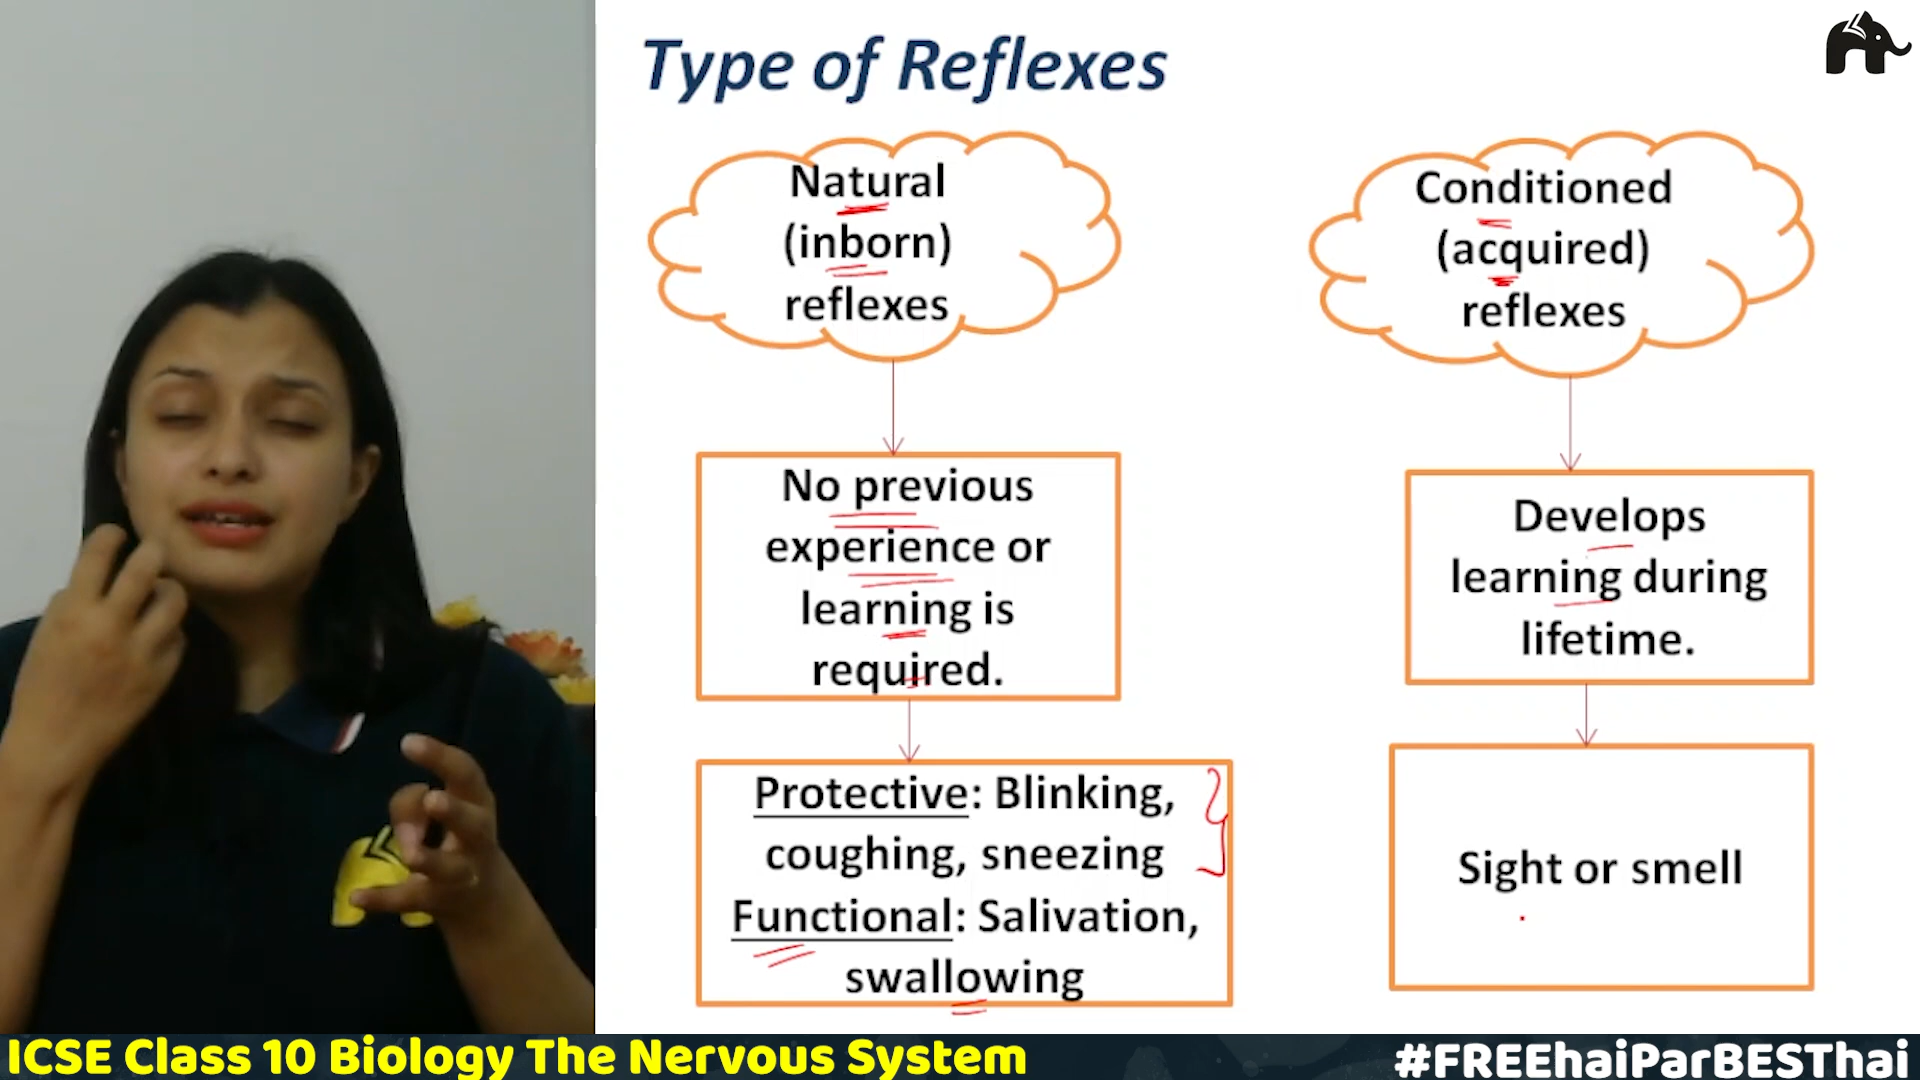 Type of Reflexes
Natural
(inborn)
reflexes
No previous
experience or
learning is
required.
Protective: Blinking,
coughing, sneezing
Functional: Salivation,
swallowing
Conditioned
(acquired)
reflexes
Develops
learning during
lifetime.
Sight or smell
ICSE Class 10 Biology The Nervous System
#FREEhaiParBESThai